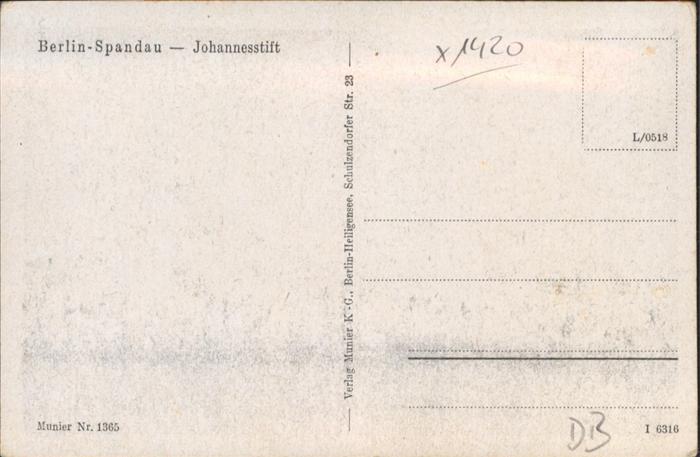 Berlin-Spandau — Johannesstift
x1420
L/0518
Verlag Munier K.-G., Berlin-Heiligensee, Schulzendorfer Str. 23
Munier Nr. 1365
DB
I 6316